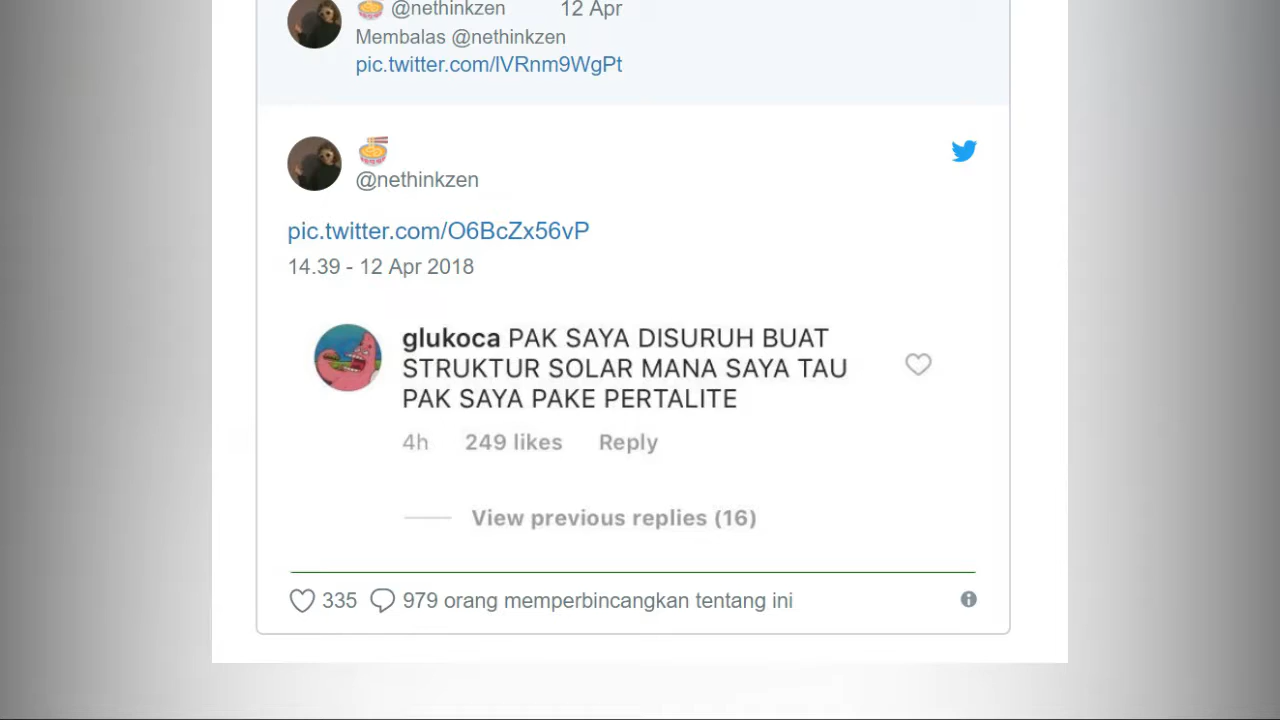 @nethinkzen 12 Apr
Membalas @nethinkzen
pic.twitter.com/lVRnm9WgPt
@nethinkzen
pic.twitter.com/O6BcZx56vP
14.39 - 12 Apr 2018
glukoca PAK SAYA DISURUH BUAT
STRUKTUR SOLAR MANA SAYA TAU
PAK SAYA PAKE PERTALITE
4h 249 likes Reply
View previous replies (16)
335 979 orang memperbincangkan tentang ini